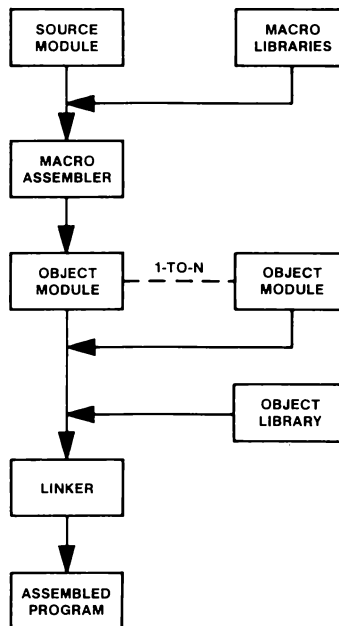 SOURCE
MODULE
MACRO
LIBRARIES
MACRO
ASSEMBLER
OBJECT
MODULE
1-TO-N
OBJECT
MODULE
OBJECT
LIBRARY
LINKER
ASSEMBLED
PROGRAM